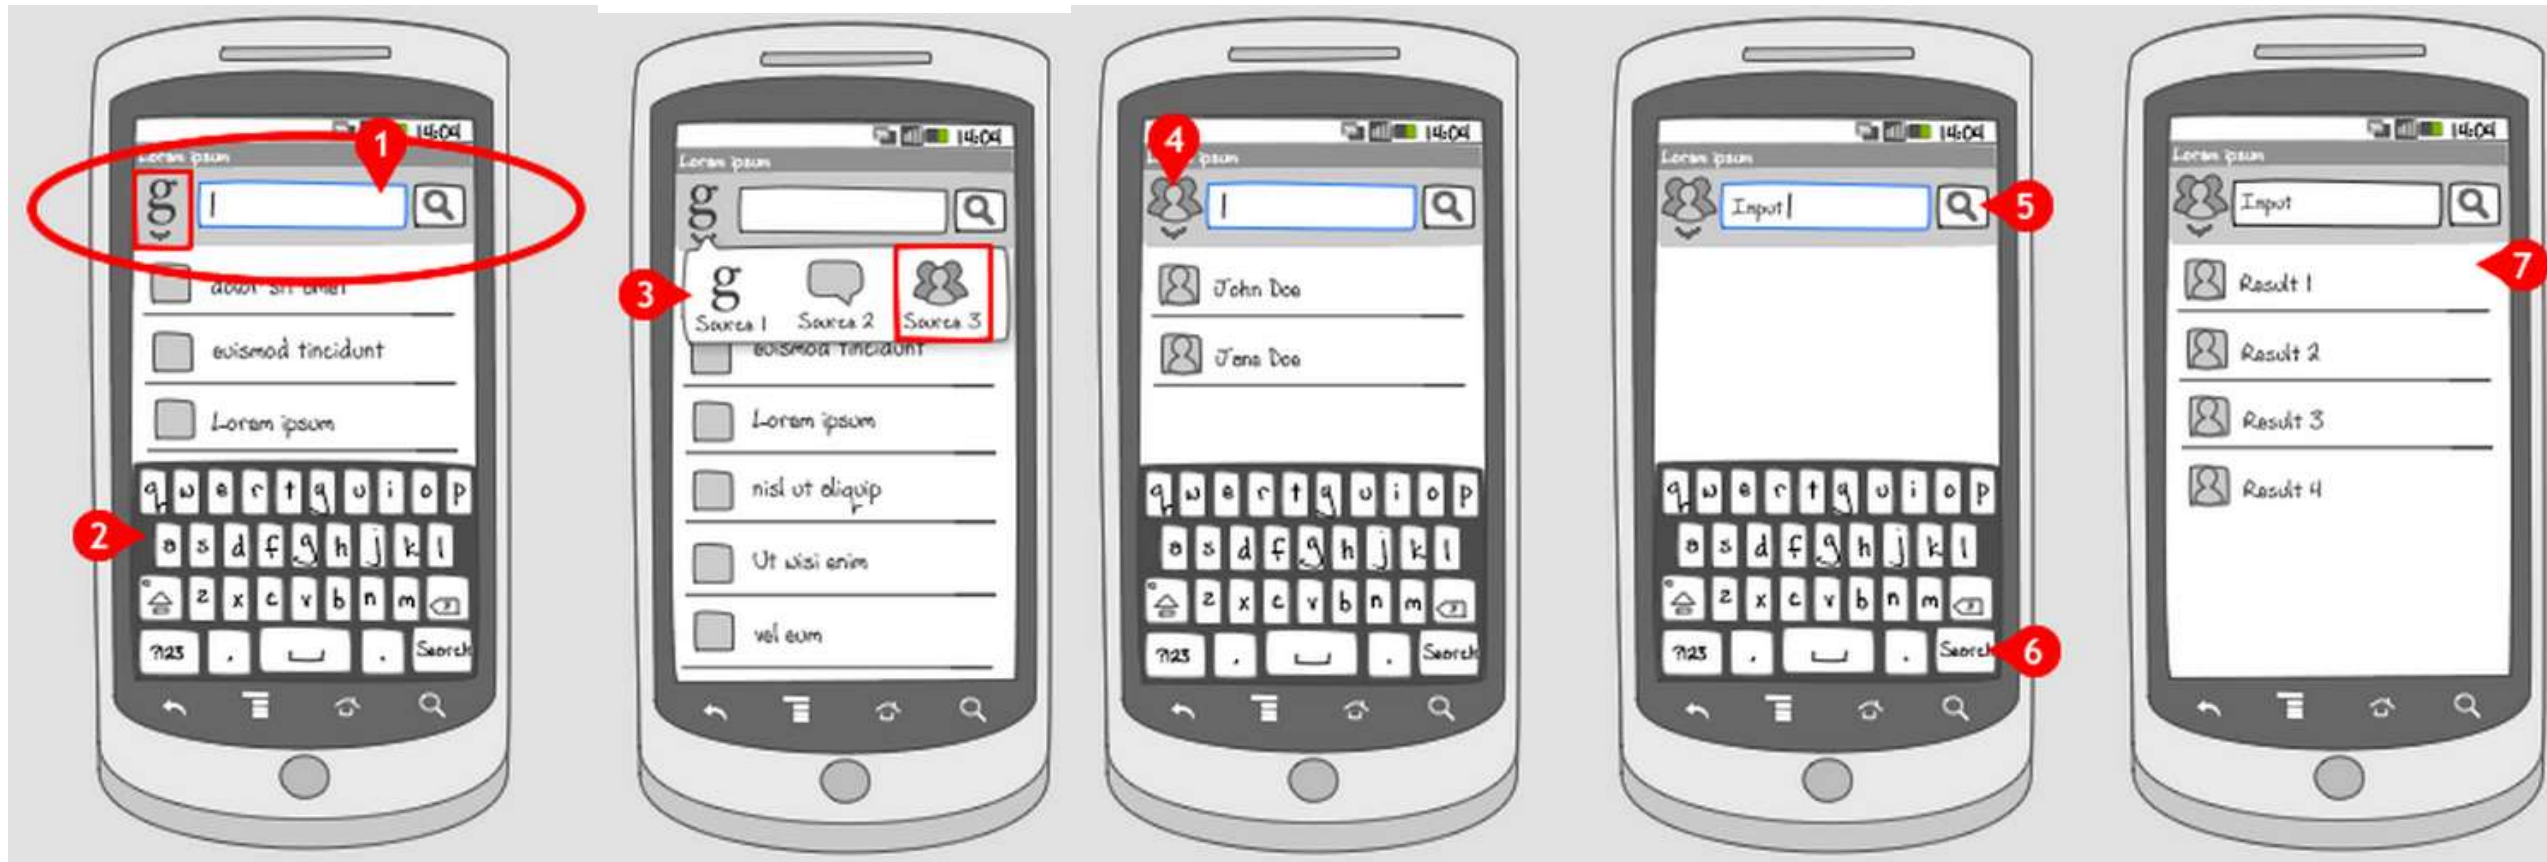 1
14:04
Lorem ipsum
g
dolor sit amet
euismod tincidunt
Lorem ipsum
q w e r t y u i o p
2
a s d f g h j k l
z x c v b n m
?123 , . Search
14:04
Lorem ipsum
g
3
g
Source 1 Source 2 Source 3
euismod tincidunt
Lorem ipsum
nisl ut aliquip
Ut wisi enim
vel eum
4
14:04
Lorem ipsum
John Doe
Jane Doe
q w e r t y u i o p
a s d f g h j k l
z x c v b n m
?123 , . Search
14:04
Lorem ipsum
Input
5
q w e r t y u i o p
a s d f g h j k l
z x c v b n m
?123 , . Search
6
14:04
Lorem ipsum
Input
7
Result 1
Result 2
Result 3
Result 4